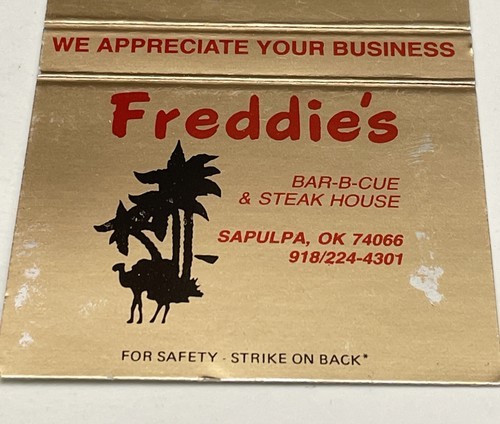 WE APPRECIATE YOUR BUSINESS
Freddie's
BAR-B-CUE
& STEAK HOUSE
SAPULPA, OK 74066
918/224-4301
FOR SAFETY - STRIKE ON BACK*